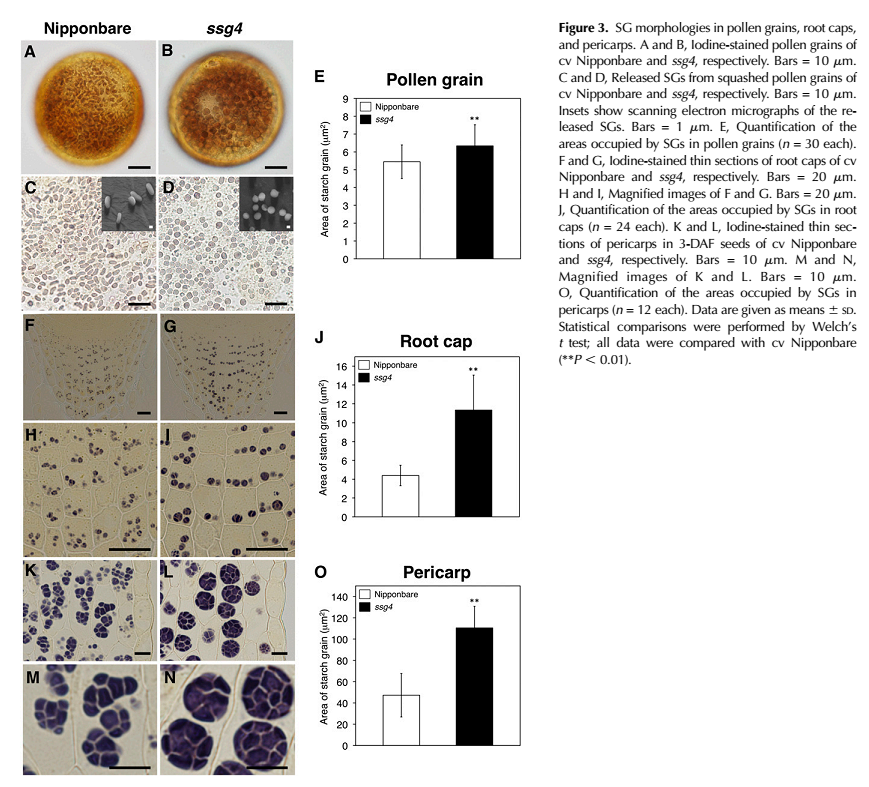 Nipponbare
ssg4
A
B
C
D
F
G
H
I
K
L
M
N
E
Pollen grain
Nipponbare
ssg4
**
Area of starch grain (μm²)
9
8
7
6
5
4
3
2
1
0
J
Root cap
Nipponbare
ssg4
**
Area of starch grain (μm²)
16
14
12
10
8
6
4
2
0
O
Pericarp
Nipponbare
ssg4
**
Area of starch grain (μm²)
140
120
100
80
60
40
20
0
Figure 3. SG morphologies in pollen grains, root caps,
and pericarps. A and B, Iodine-stained pollen grains of
cv Nipponbare and ssg4, respectively. Bars = 10 μm.
C and D, Released SGs from squashed pollen grains of
cv Nipponbare and ssg4, respectively. Bars = 10 μm.
Insets show scanning electron micrographs of the re-
leased SGs. Bars = 1 μm. E, Quantification of the
areas occupied by SGs in pollen grains (n = 30 each).
F and G, Iodine-stained thin sections of root caps of cv
Nipponbare and ssg4, respectively. Bars = 20 μm.
H and I, Magnified images of F and G. Bars = 20 μm.
J, Quantification of the areas occupied by SGs in root
caps (n = 24 each). K and L, Iodine-stained thin sec-
tions of pericarps in 3-DAF seeds of cv Nipponbare
and ssg4, respectively. Bars = 10 μm. M and N,
Magnified images of K and L. Bars = 10 μm.
O, Quantification of the areas occupied by SGs in
pericarps (n = 12 each). Data are given as means ± SD.
Statistical comparisons were performed by Welch's
t test; all data were compared with cv Nipponbare
(**P < 0.01).